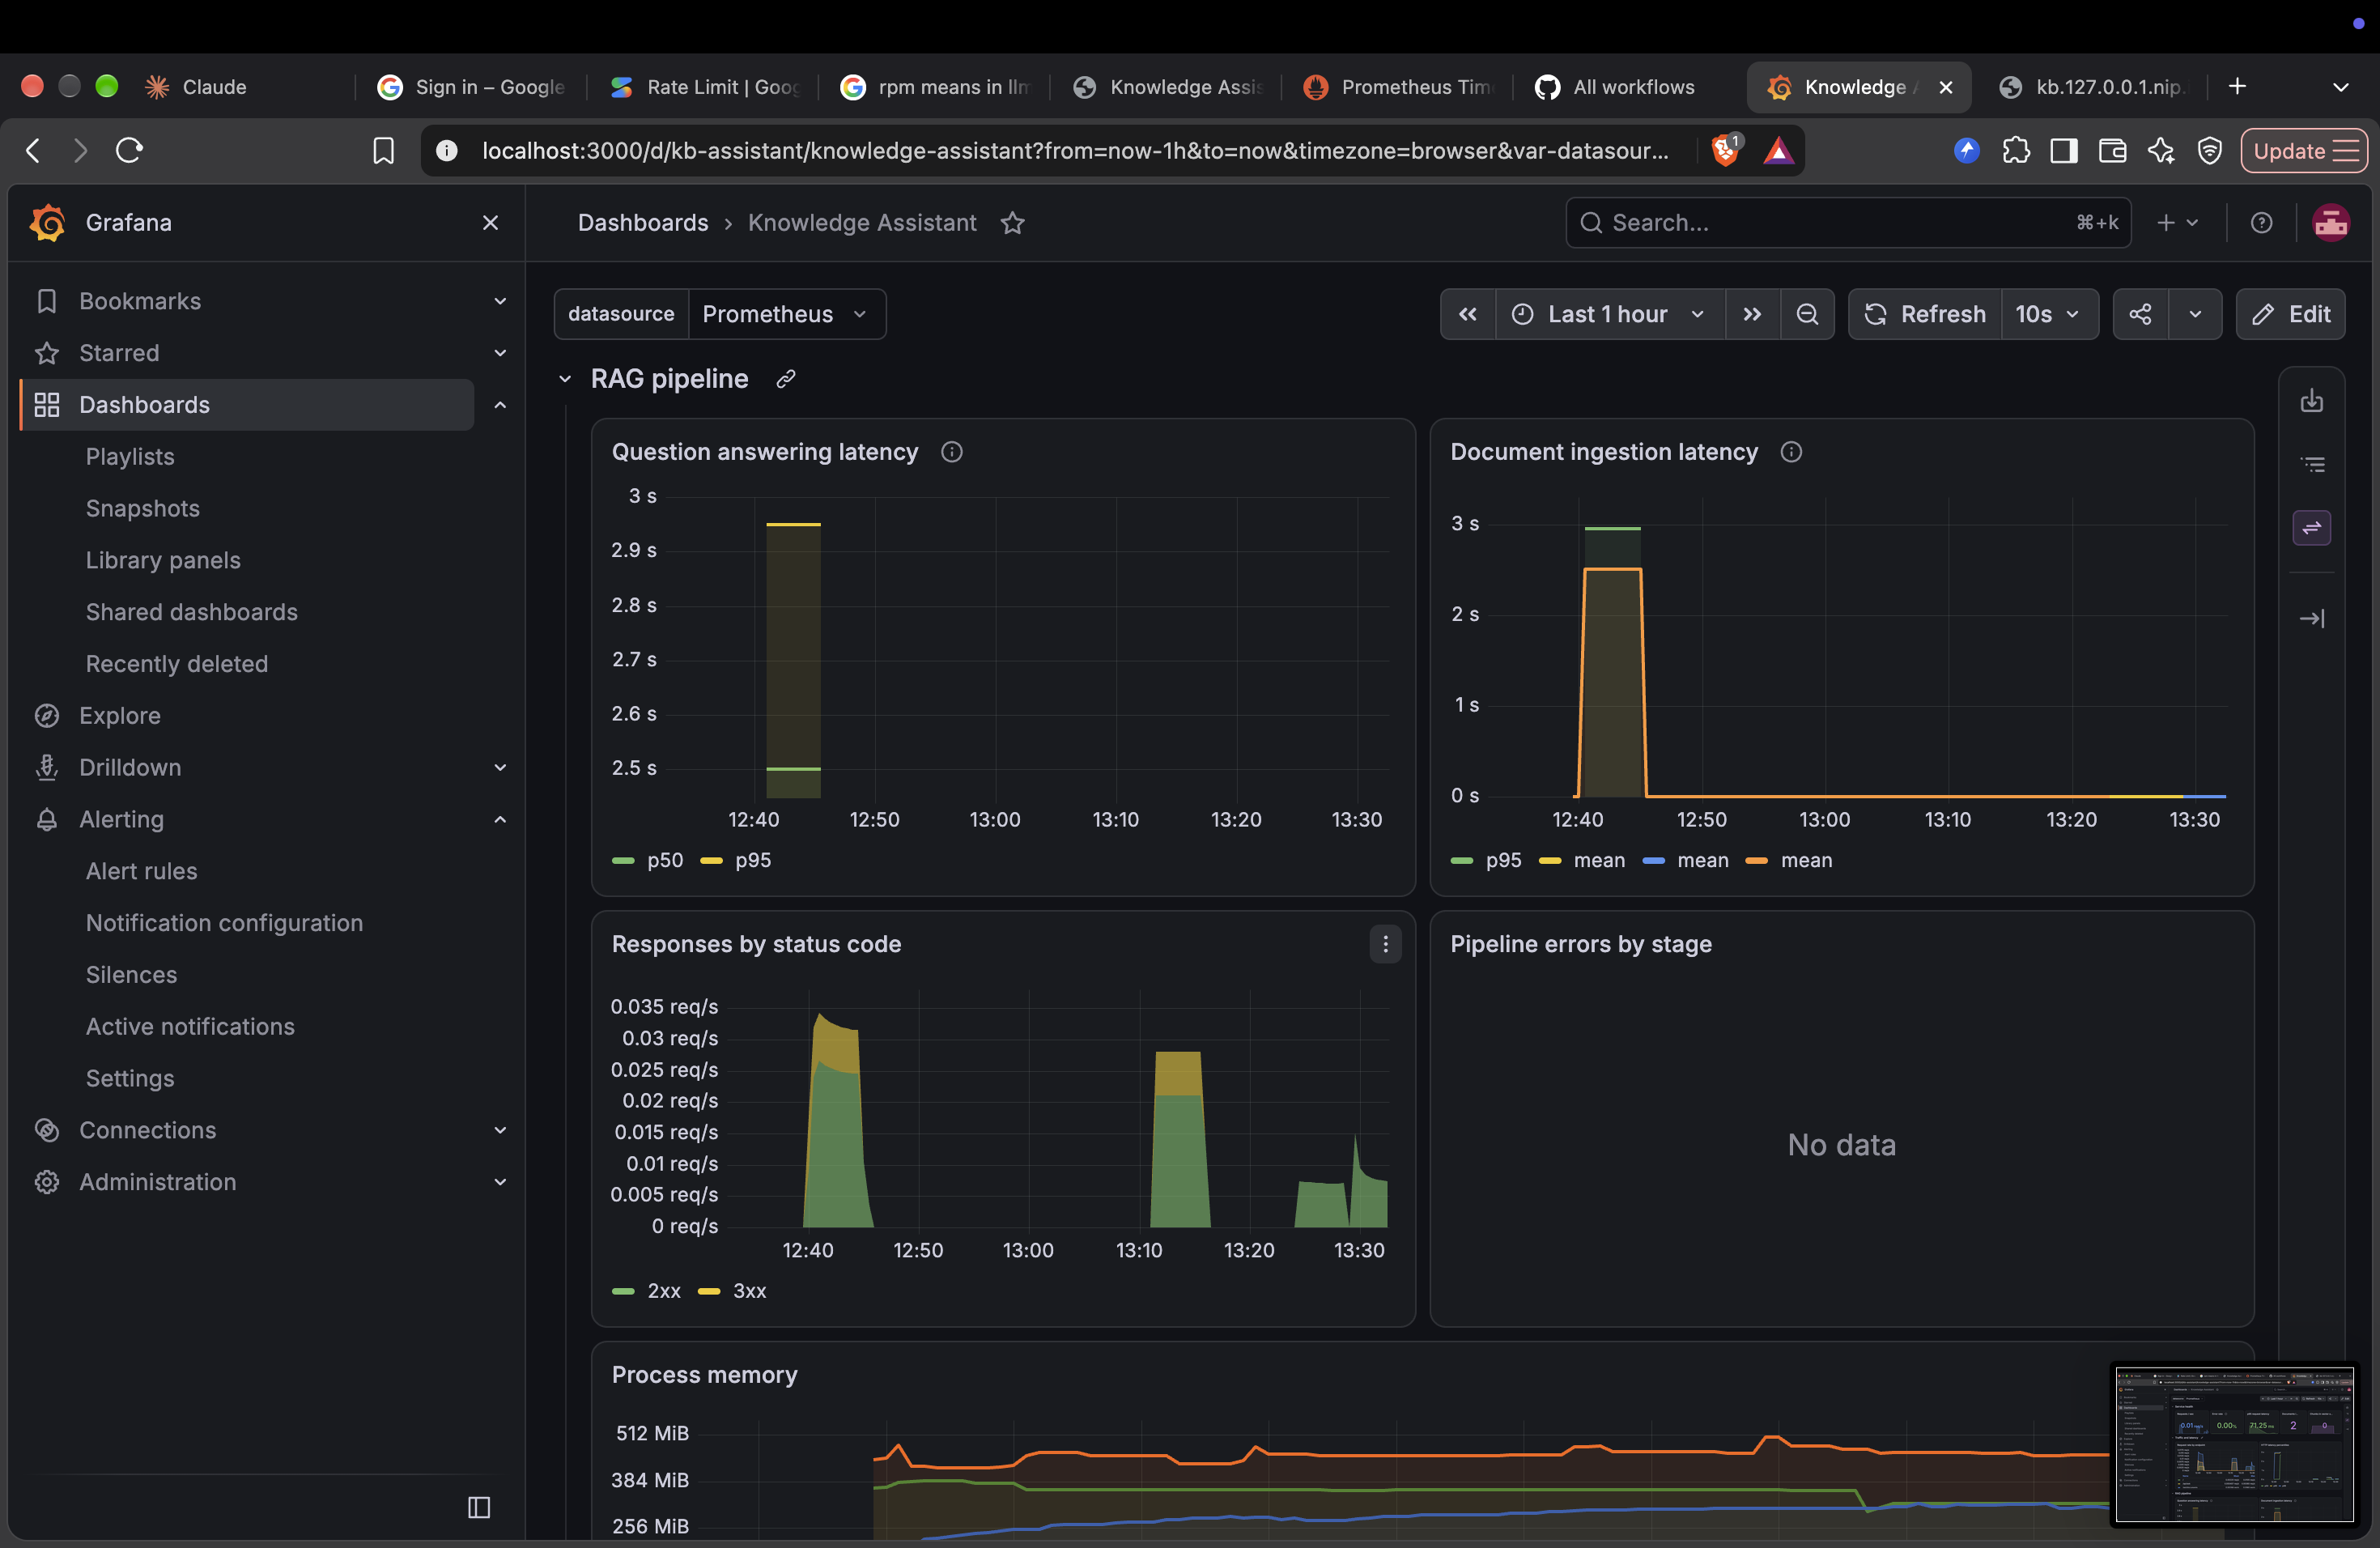 Claude
Sign in – Google
Rate Limit | Goog
rpm means in llm
Knowledge Assis
Prometheus Time
All workflows
Knowledge A
kb.127.0.0.1.nip.
localhost:3000/d/kb-assistant/knowledge-assistant?from=now-1h&to=now&timezone=browser&var-datasour...
1
Update
Grafana
Dashboards › Knowledge Assistant
Search...
⌘+k
Bookmarks
Starred
Dashboards
Playlists
Snapshots
Library panels
Shared dashboards
Recently deleted
Explore
Drilldown
Alerting
Alert rules
Notification configuration
Silences
Active notifications
Settings
Connections
Administration
datasource
Prometheus
Last 1 hour
Refresh
10s
Edit
RAG pipeline
Question answering latency
3 s
2.9 s
2.8 s
2.7 s
2.6 s
2.5 s
12:40 12:50 13:00 13:10 13:20 13:30
p50 p95
Document ingestion latency
3 s
2 s
1 s
0 s
12:40 12:50 13:00 13:10 13:20 13:30
p95 mean mean mean
Responses by status code
0.035 req/s
0.03 req/s
0.025 req/s
0.02 req/s
0.015 req/s
0.01 req/s
0.005 req/s
0 req/s
12:40 12:50 13:00 13:10 13:20 13:30
2xx 3xx
Pipeline errors by stage
No data
Process memory
512 MiB
384 MiB
256 MiB
0.00%
2
0